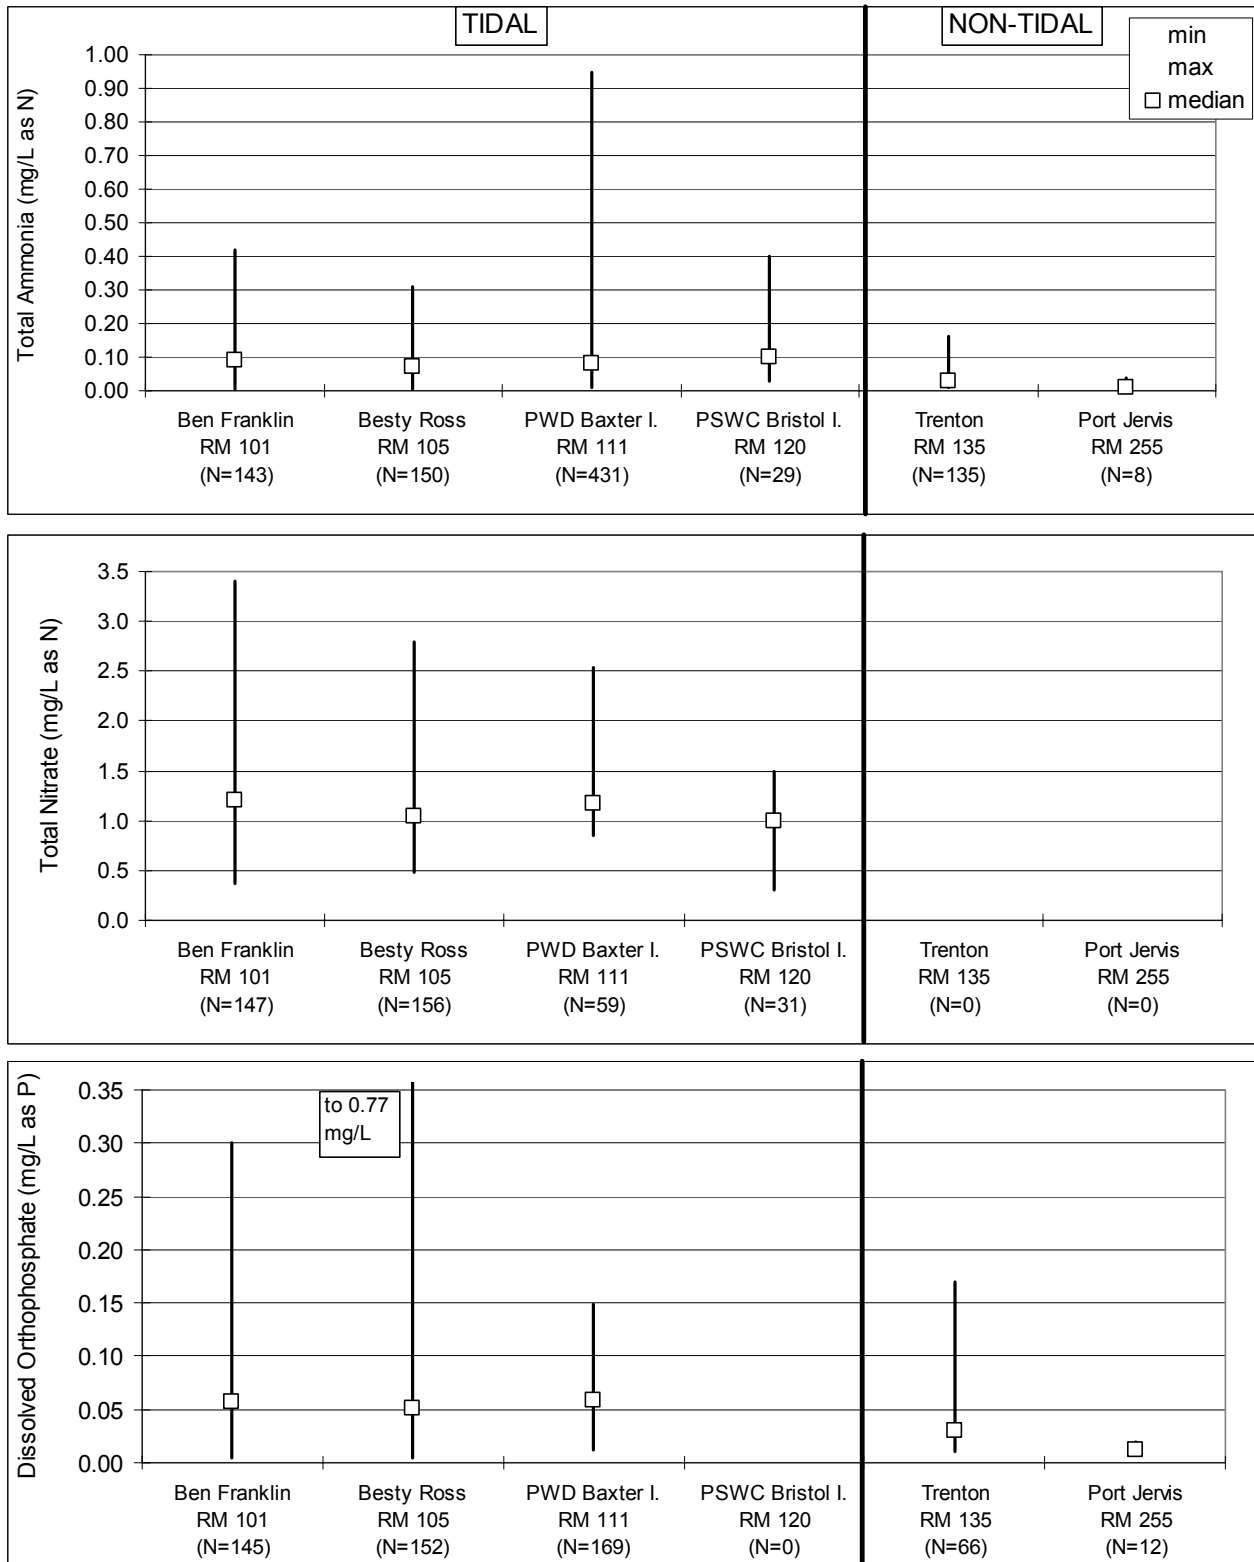 TIDAL
NON-TIDAL
min
max
median
Total Ammonia (mg/L as N)
1.00
0.90
0.80
0.70
0.60
0.50
0.40
0.30
0.20
0.10
0.00
Ben Franklin
RM 101
(N=143)
Besty Ross
RM 105
(N=150)
PWD Baxter I.
RM 111
(N=431)
PSWC Bristol I.
RM 120
(N=29)
Trenton
RM 135
(N=135)
Port Jervis
RM 255
(N=8)
Total Nitrate (mg/L as N)
3.5
3.0
2.5
2.0
1.5
1.0
0.5
0.0
Ben Franklin
RM 101
(N=147)
Besty Ross
RM 105
(N=156)
PWD Baxter I.
RM 111
(N=59)
PSWC Bristol I.
RM 120
(N=31)
Trenton
RM 135
(N=0)
Port Jervis
RM 255
(N=0)
Dissolved Orthophosphate (mg/L as P)
0.35
0.30
0.25
0.20
0.15
0.10
0.05
0.00
to 0.77
mg/L
Ben Franklin
RM 101
(N=145)
Besty Ross
RM 105
(N=152)
PWD Baxter I.
RM 111
(N=169)
PSWC Bristol I.
RM 120
(N=0)
Trenton
RM 135
(N=66)
Port Jervis
RM 255
(N=12)